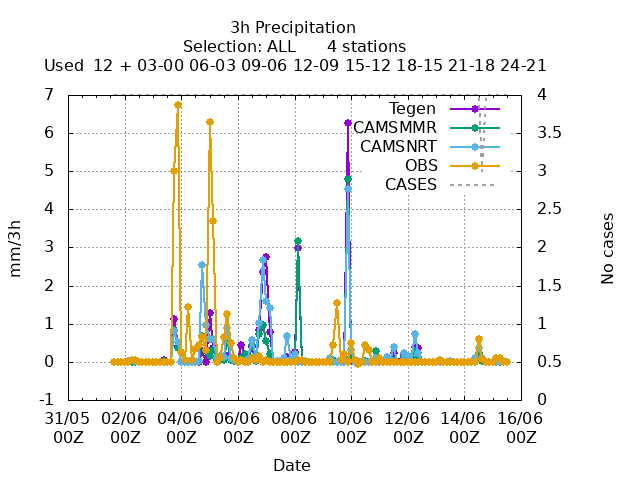 3h Precipitation
Selection: ALL      4 stations
Used  12 + 03-00 06-03 09-06 12-09 15-12 18-15 21-18 24-21
Tegen
CAMSMMR
CAMSNRT
OBS
CASES
mm/3h
7
6
5
4
3
2
1
0
-1
No cases
4
3.5
3
2.5
2
1.5
1
0.5
0
31/05 02/06 04/06 06/06 08/06 10/06 12/06 14/06 16/06
00Z 00Z 00Z 00Z 00Z 00Z 00Z 00Z 00Z
Date